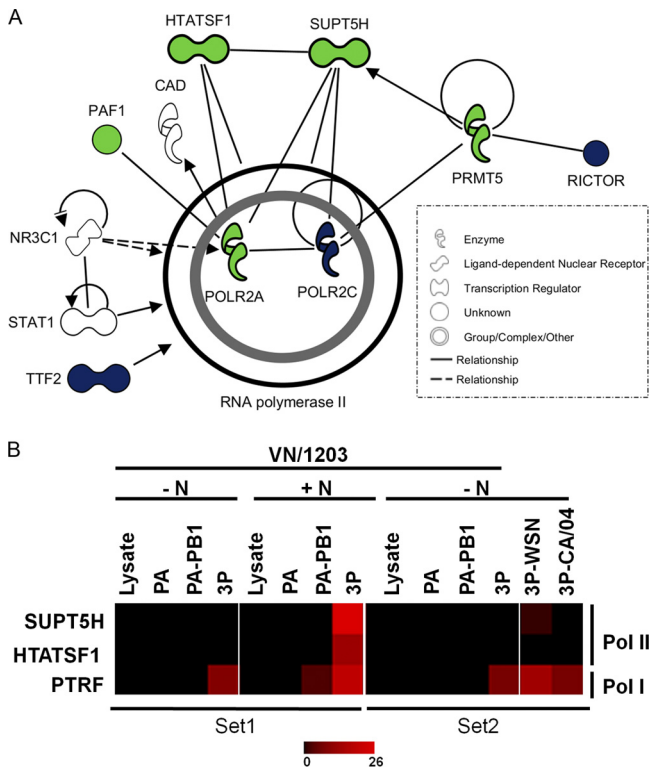 A
HTATSF1
SUPT5H
CAD
PAF1
PRMT5
RICTOR
NR3C1
POLR2A
POLR2C
STAT1
TTF2
RNA polymerase II
Enzyme
Ligand-dependent Nuclear Receptor
Transcription Regulator
Unknown
Group/Complex/Other
Relationship
Relationship
B
VN/1203
- N + N - N
Lysate PA PA-PB1 3P Lysate PA PA-PB1 3P Lysate PA PA-PB1 3P 3P-WSN 3P-CA/04
SUPT5H
HTATSF1
PTRF
Pol II
Pol I
Set1 Set2
0 26